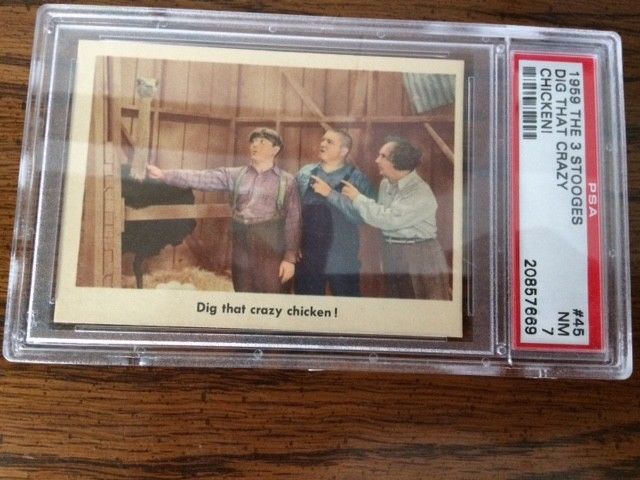 Dig that crazy chicken!
1959 THE 3 STOOGES
DIG THAT CRAZY
CHICKEN!
PSA
#45
NM
7
20857669